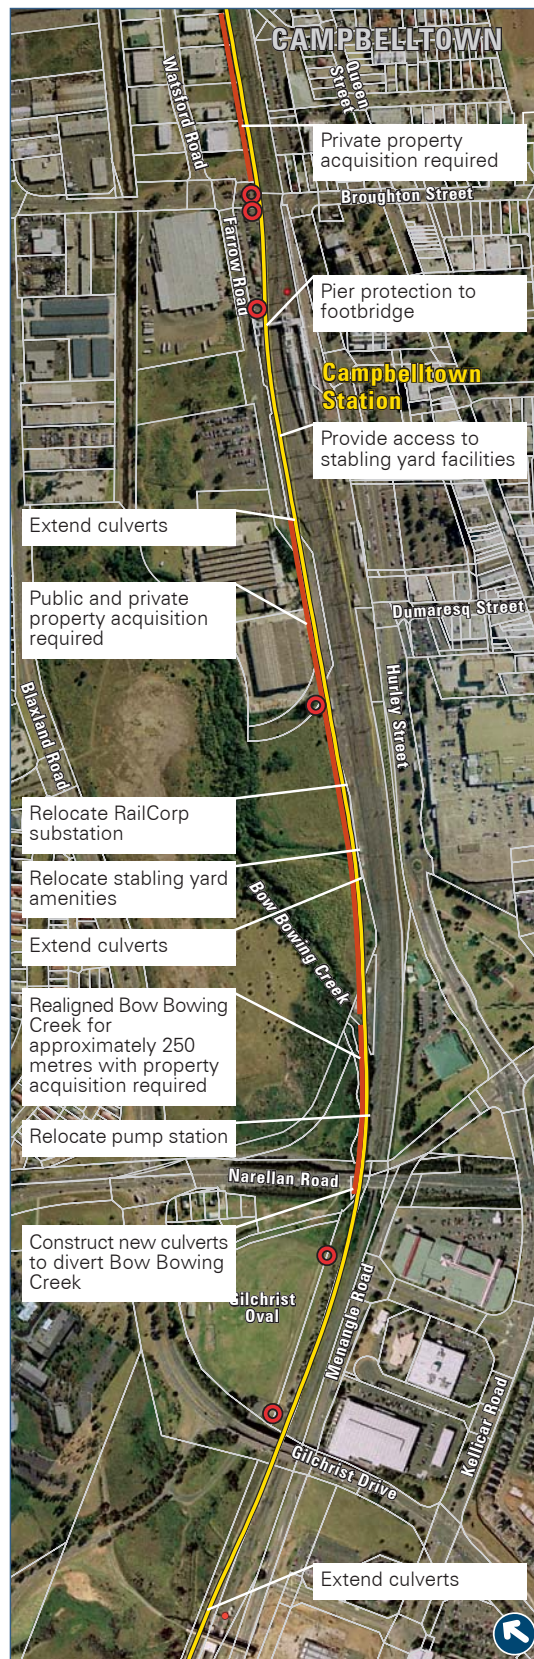 CAMPBELLTOWN
Watsford Road
Queen
Street
Private property
acquisition required
Broughton Street
Farrow Road
Pier protection to
footbridge
Campbelltown
Station
Provide access to
stabling yard facilities
Extend culverts
Public and private
property acquisition
required
Dumaresq Street
Hurley Street
Blaxland Road
Relocate RailCorp
substation
Relocate stabling yard
amenities
Bow Bowing Creek
Extend culverts
Realigned Bow Bowing
Creek for
approximately 250
metres with property
acquisition required
Relocate pump station
Narellan Road
Construct new culverts
to divert Bow Bowing
Creek
Gilchrist
Oval
Menangle Road
Kellicar Road
Gilchrist Drive
Extend culverts